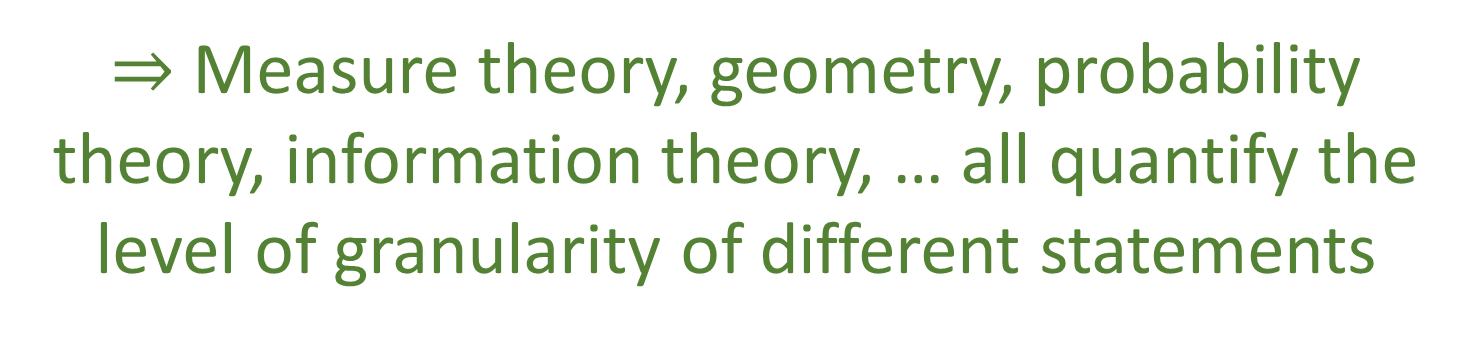 ⇒ Measure theory, geometry, probability
theory, information theory, … all quantify the
level of granularity of different statements